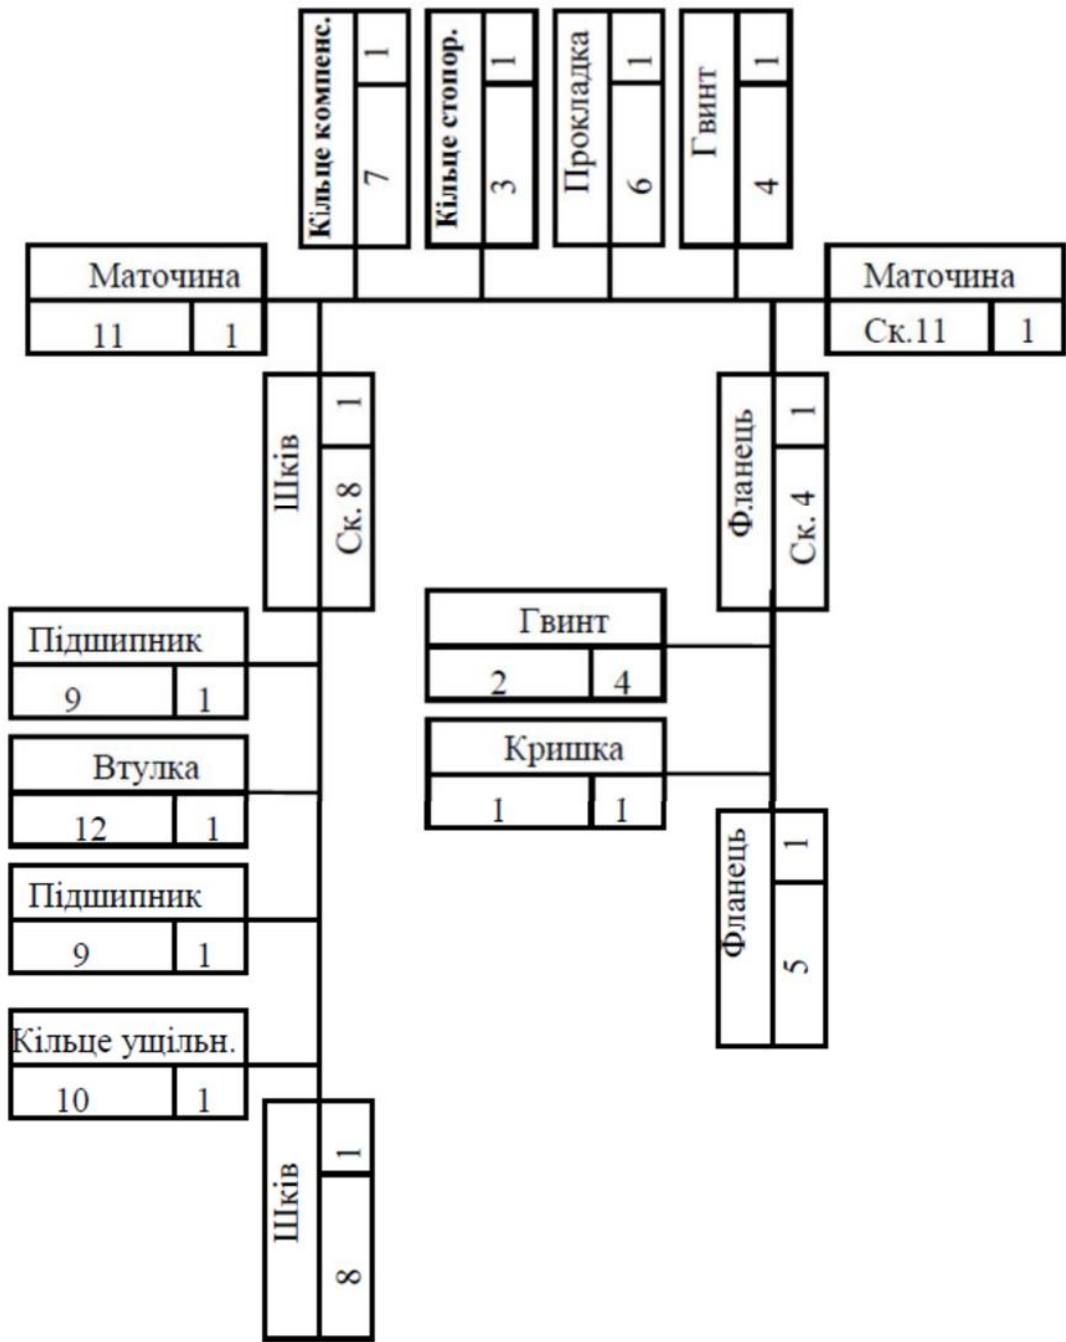 Кільце компенс.
7 1
Кільце стопор.
3 1
Прокладка
6 1
Гвинт
4 1
Маточина
11 1
Маточина
Ск.11 1
Шків
Ск. 8 1
Фланець
Ск. 4 1
Підшипник
9 1
Гвинт
2 4
Втулка
12 1
Кришка
1 1
Підшипник
9 1
Фланець
5 1
Кільце ущільн.
10 1
Шків
8 1